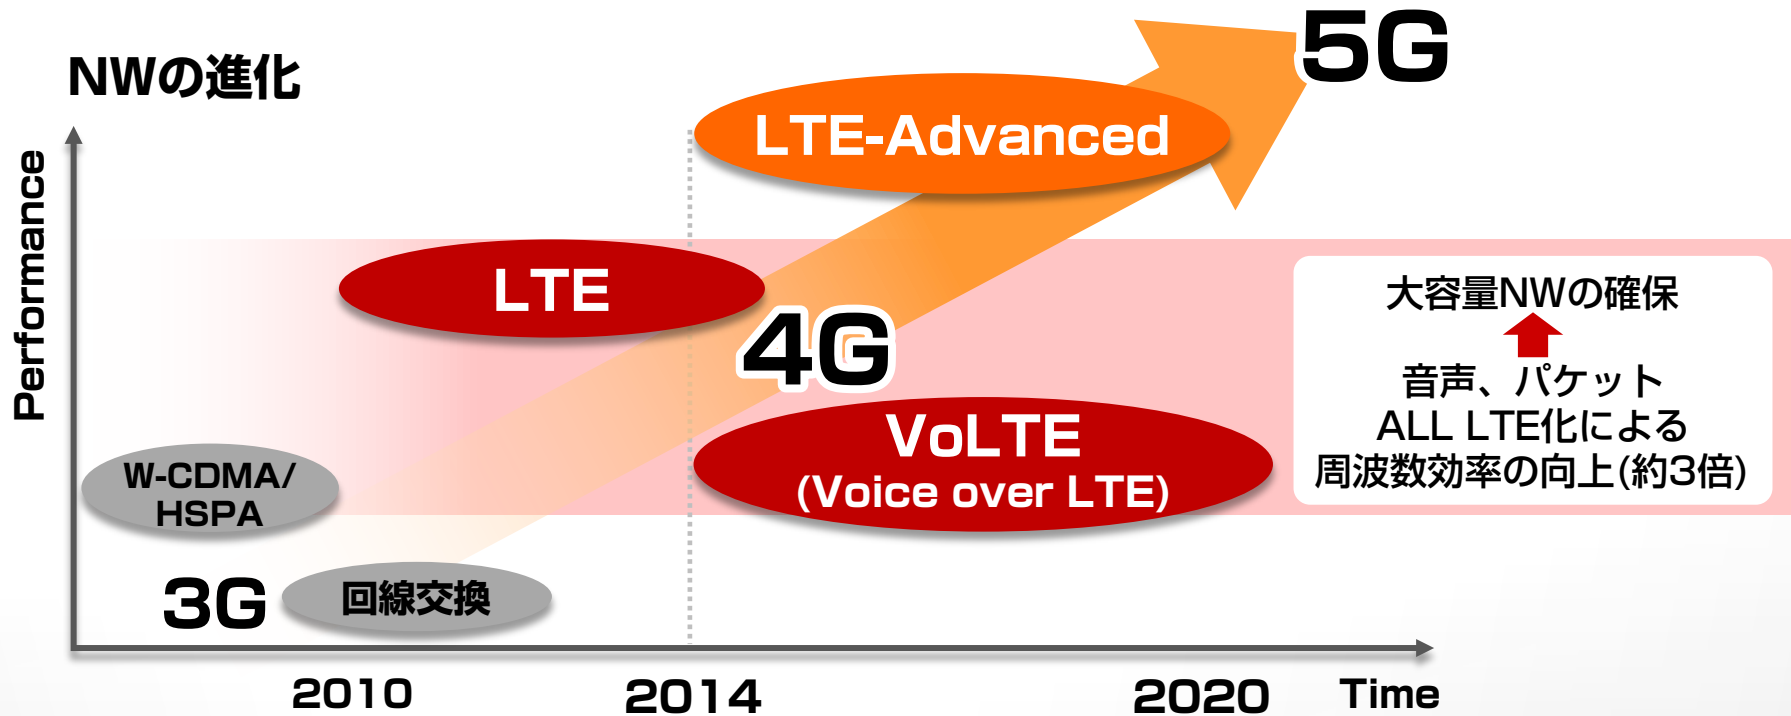 NWの進化
5G
LTE-Advanced
Performance
LTE
4G
大容量NWの確保
音声、パケット
ALL LTE化による
周波数効率の向上(約3倍)
VoLTE
(Voice over LTE)
W-CDMA/
HSPA
3G
回線交換
2010
2014
2020
Time